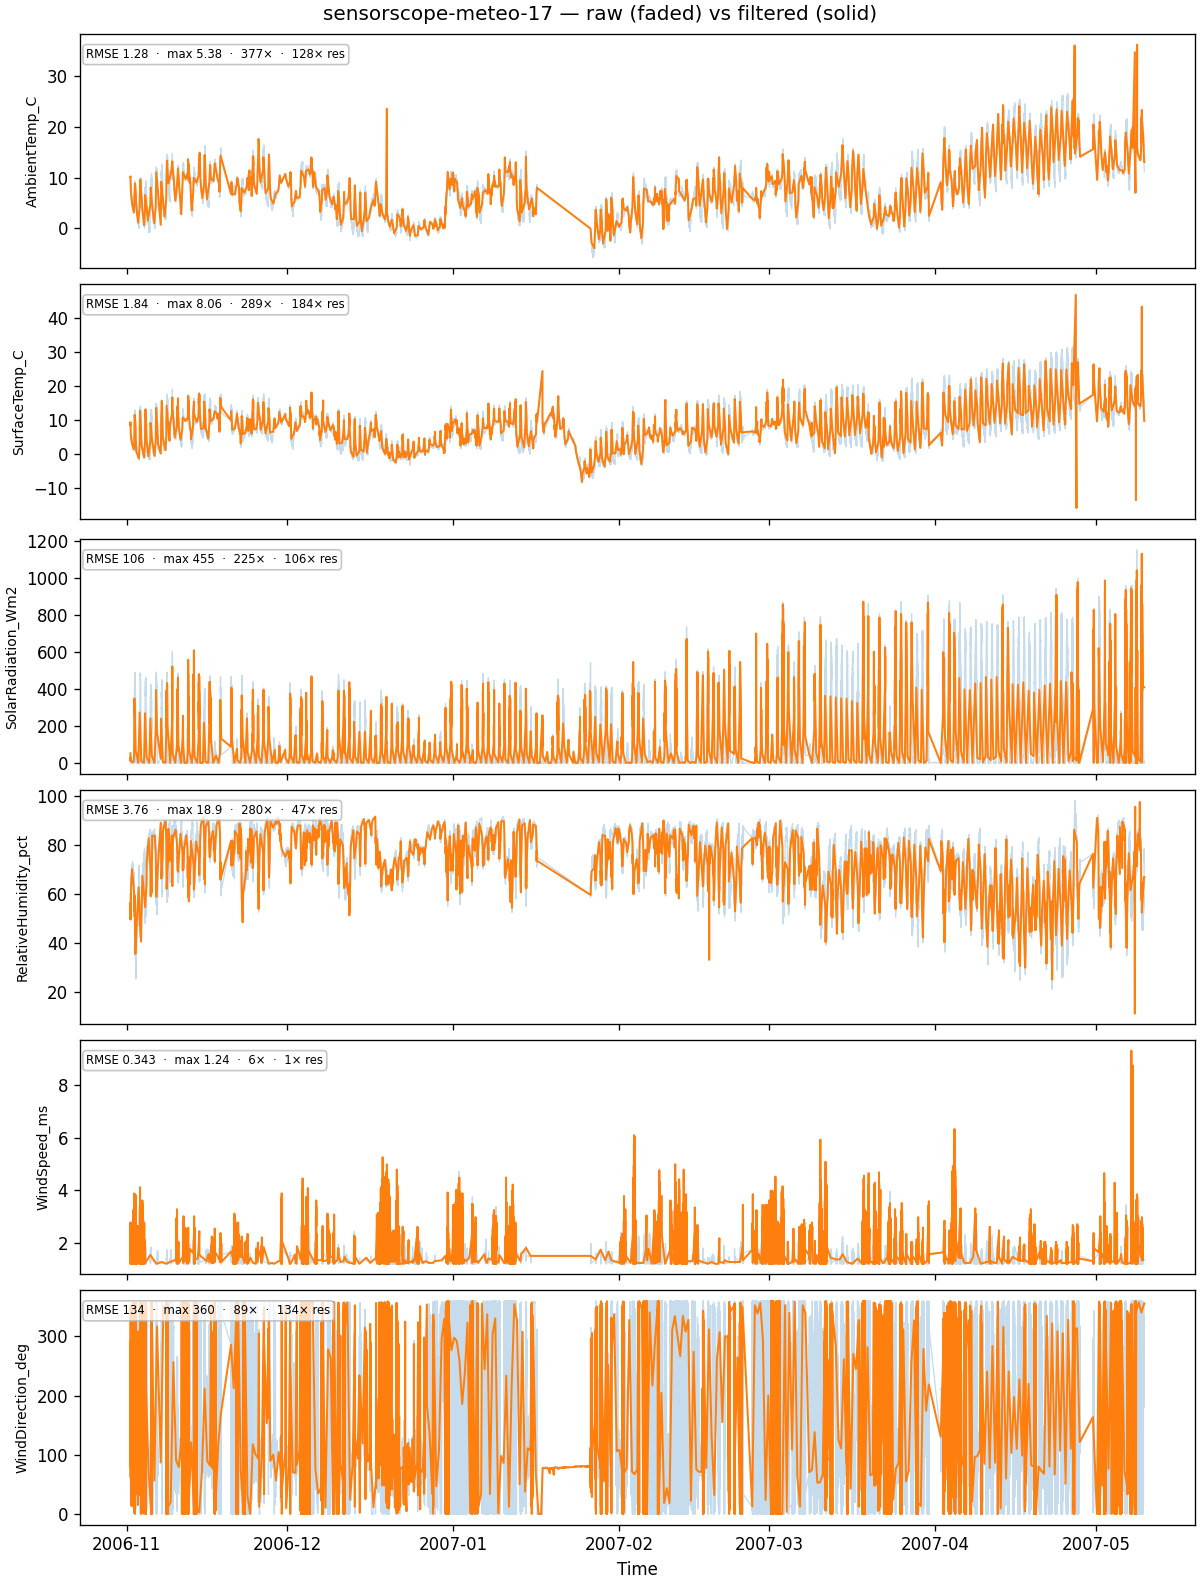 sensorscope-meteo-17 — raw (faded) vs filtered (solid)
RMSE 1.28 · max 5.38 · 377× · 128× res
AmbientTemp_C
30
20
10
0
RMSE 1.84 · max 8.06 · 289× · 184× res
SurfaceTemp_C
40
30
20
10
0
−10
RMSE 106 · max 455 · 225× · 106× res
SolarRadiation_Wm2
1200
1000
800
600
400
200
0
RMSE 3.76 · max 18.9 · 280× · 47× res
RelativeHumidity_pct
100
80
60
40
20
RMSE 0.343 · max 1.24 · 6× · 1× res
WindSpeed_ms
8
6
4
2
RMSE 134 · max 360 · 89× · 134× res
WindDirection_deg
300
200
100
0
2006-11 2006-12 2007-01 2007-02 2007-03 2007-04 2007-05
Time